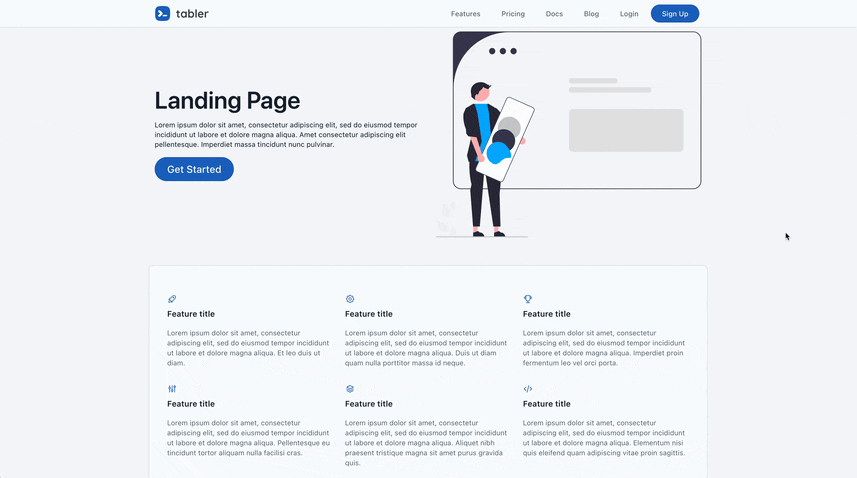 tabler
Features
Pricing
Docs
Blog
Login
Sign Up
Landing Page
Lorem ipsum dolor sit amet, consectetur adipiscing elit, sed do eiusmod tempor
incididunt ut labore et dolore magna aliqua. Amet consectetur adipiscing elit
pellentesque. Imperdiet massa tincidunt nunc pulvinar.
Get Started
Feature title
Lorem ipsum dolor sit amet, consectetur
adipiscing elit, sed do eiusmod tempor incididunt
ut labore et dolore magna aliqua. Et leo duis ut
diam.
Feature title
Lorem ipsum dolor sit amet, consectetur
adipiscing elit, sed do eiusmod tempor incididunt
ut labore et dolore magna aliqua. Duis ut diam
quam nulla porttitor massa id neque.
Feature title
Lorem ipsum dolor sit amet, consectetur
adipiscing elit, sed do eiusmod tempor incididunt
ut labore et dolore magna aliqua. Imperdiet proin
fermentum leo vel orci porta.
Feature title
Lorem ipsum dolor sit amet, consectetur
adipiscing elit, sed do eiusmod tempor incididunt
ut labore et dolore magna aliqua. Pellentesque eu
tincidunt tortor aliquam nulla facilisi cras.
Feature title
Lorem ipsum dolor sit amet, consectetur
adipiscing elit, sed do eiusmod tempor incididunt
ut labore et dolore magna aliqua. Aliquet nibh
praesent tristique magna sit amet purus gravida
quis.
Feature title
Lorem ipsum dolor sit amet, consectetur
adipiscing elit, sed do eiusmod tempor incididunt
ut labore et dolore magna aliqua. Elementum nisi
quis eleifend quam adipiscing vitae proin sagittis.